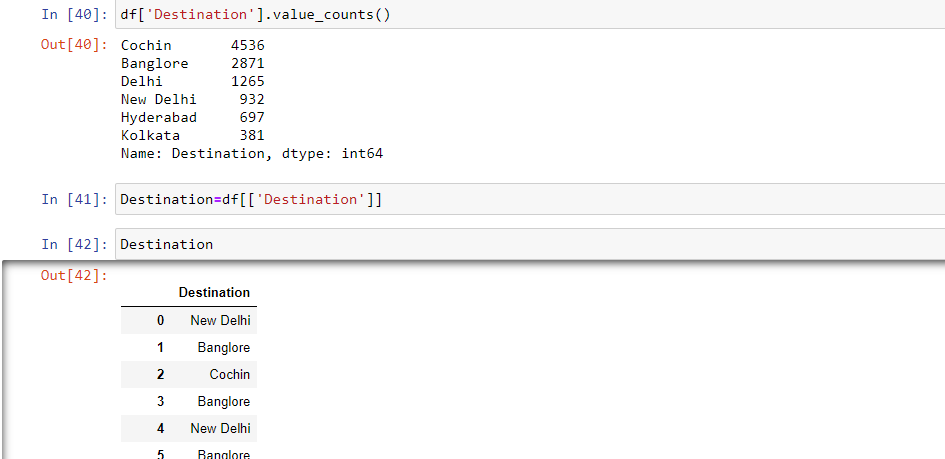 In [40]: df['Destination'].value_counts()
Out[40]: Cochin 4536
Banglore 2871
Delhi 1265
New Delhi 932
Hyderabad 697
Kolkata 381
Name: Destination, dtype: int64
In [41]: Destination=df[['Destination']]
In [42]: Destination
Out[42]:
Destination
0 New Delhi
1 Banglore
2 Cochin
3 Banglore
4 New Delhi
5 Banglore